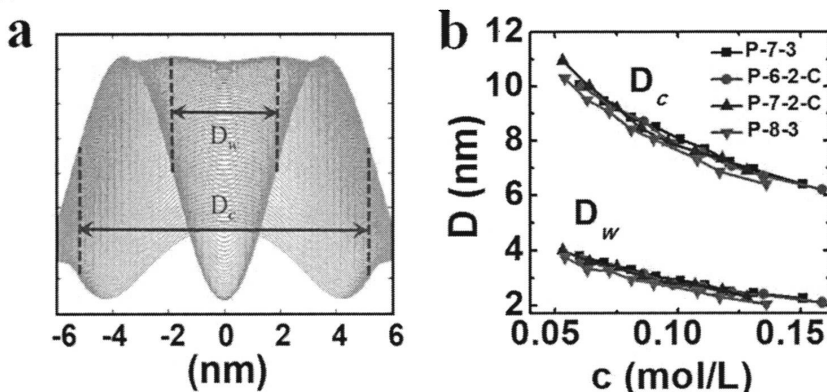 a
D_w
D_c
-6 -4 -2 0 2 4 6
(nm)
b
12
10
8
6
4
2
D (nm)
P-7-3
P-6-2-C
P-7-2-C
P-8-3
D_c
D_w
0.05 0.10 0.15
c (mol/L)